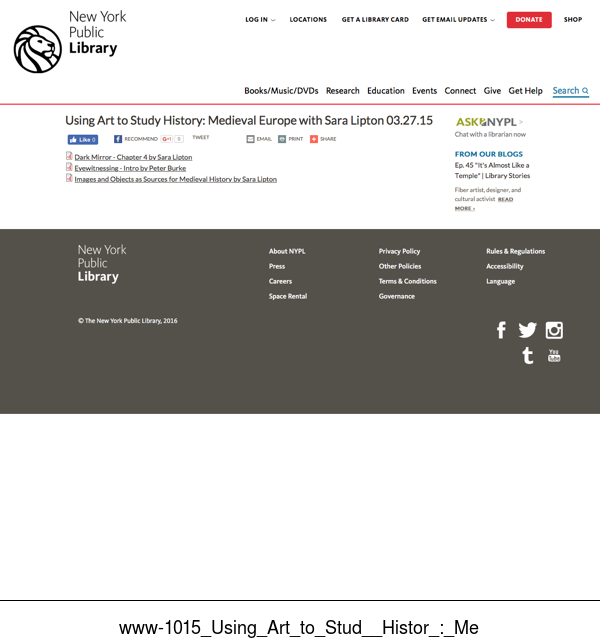 New York
Public
Library
LOG IN
LOCATIONS
GET A LIBRARY CARD
GET EMAIL UPDATES
DONATE
SHOP
Books/Music/DVDs
Research
Education
Events
Connect
Give
Get Help
Search
Using Art to Study History: Medieval Europe with Sara Lipton 03.27.15
Like 0
RECOMMEND
G+1 0
TWEET
EMAIL
PRINT
SHARE
Dark Mirror - Chapter 4 by Sara Lipton
Eyewitnessing - Intro by Peter Burke
Images and Objects as Sources for Medieval History by Sara Lipton
ASK NYPL >
Chat with a librarian now
FROM OUR BLOGS
Ep. 45 "It's Almost Like a
Temple" | Library Stories
Fiber artist, designer, and
cultural activist READ
MORE ›
New York
Public
Library
About NYPL
Press
Careers
Space Rental
Privacy Policy
Other Policies
Terms & Conditions
Governance
Rules & Regulations
Accessibility
Language
© The New York Public Library, 2016
You
Tube
www-1015_Using_Art_to_Stud__Histor_:_Me